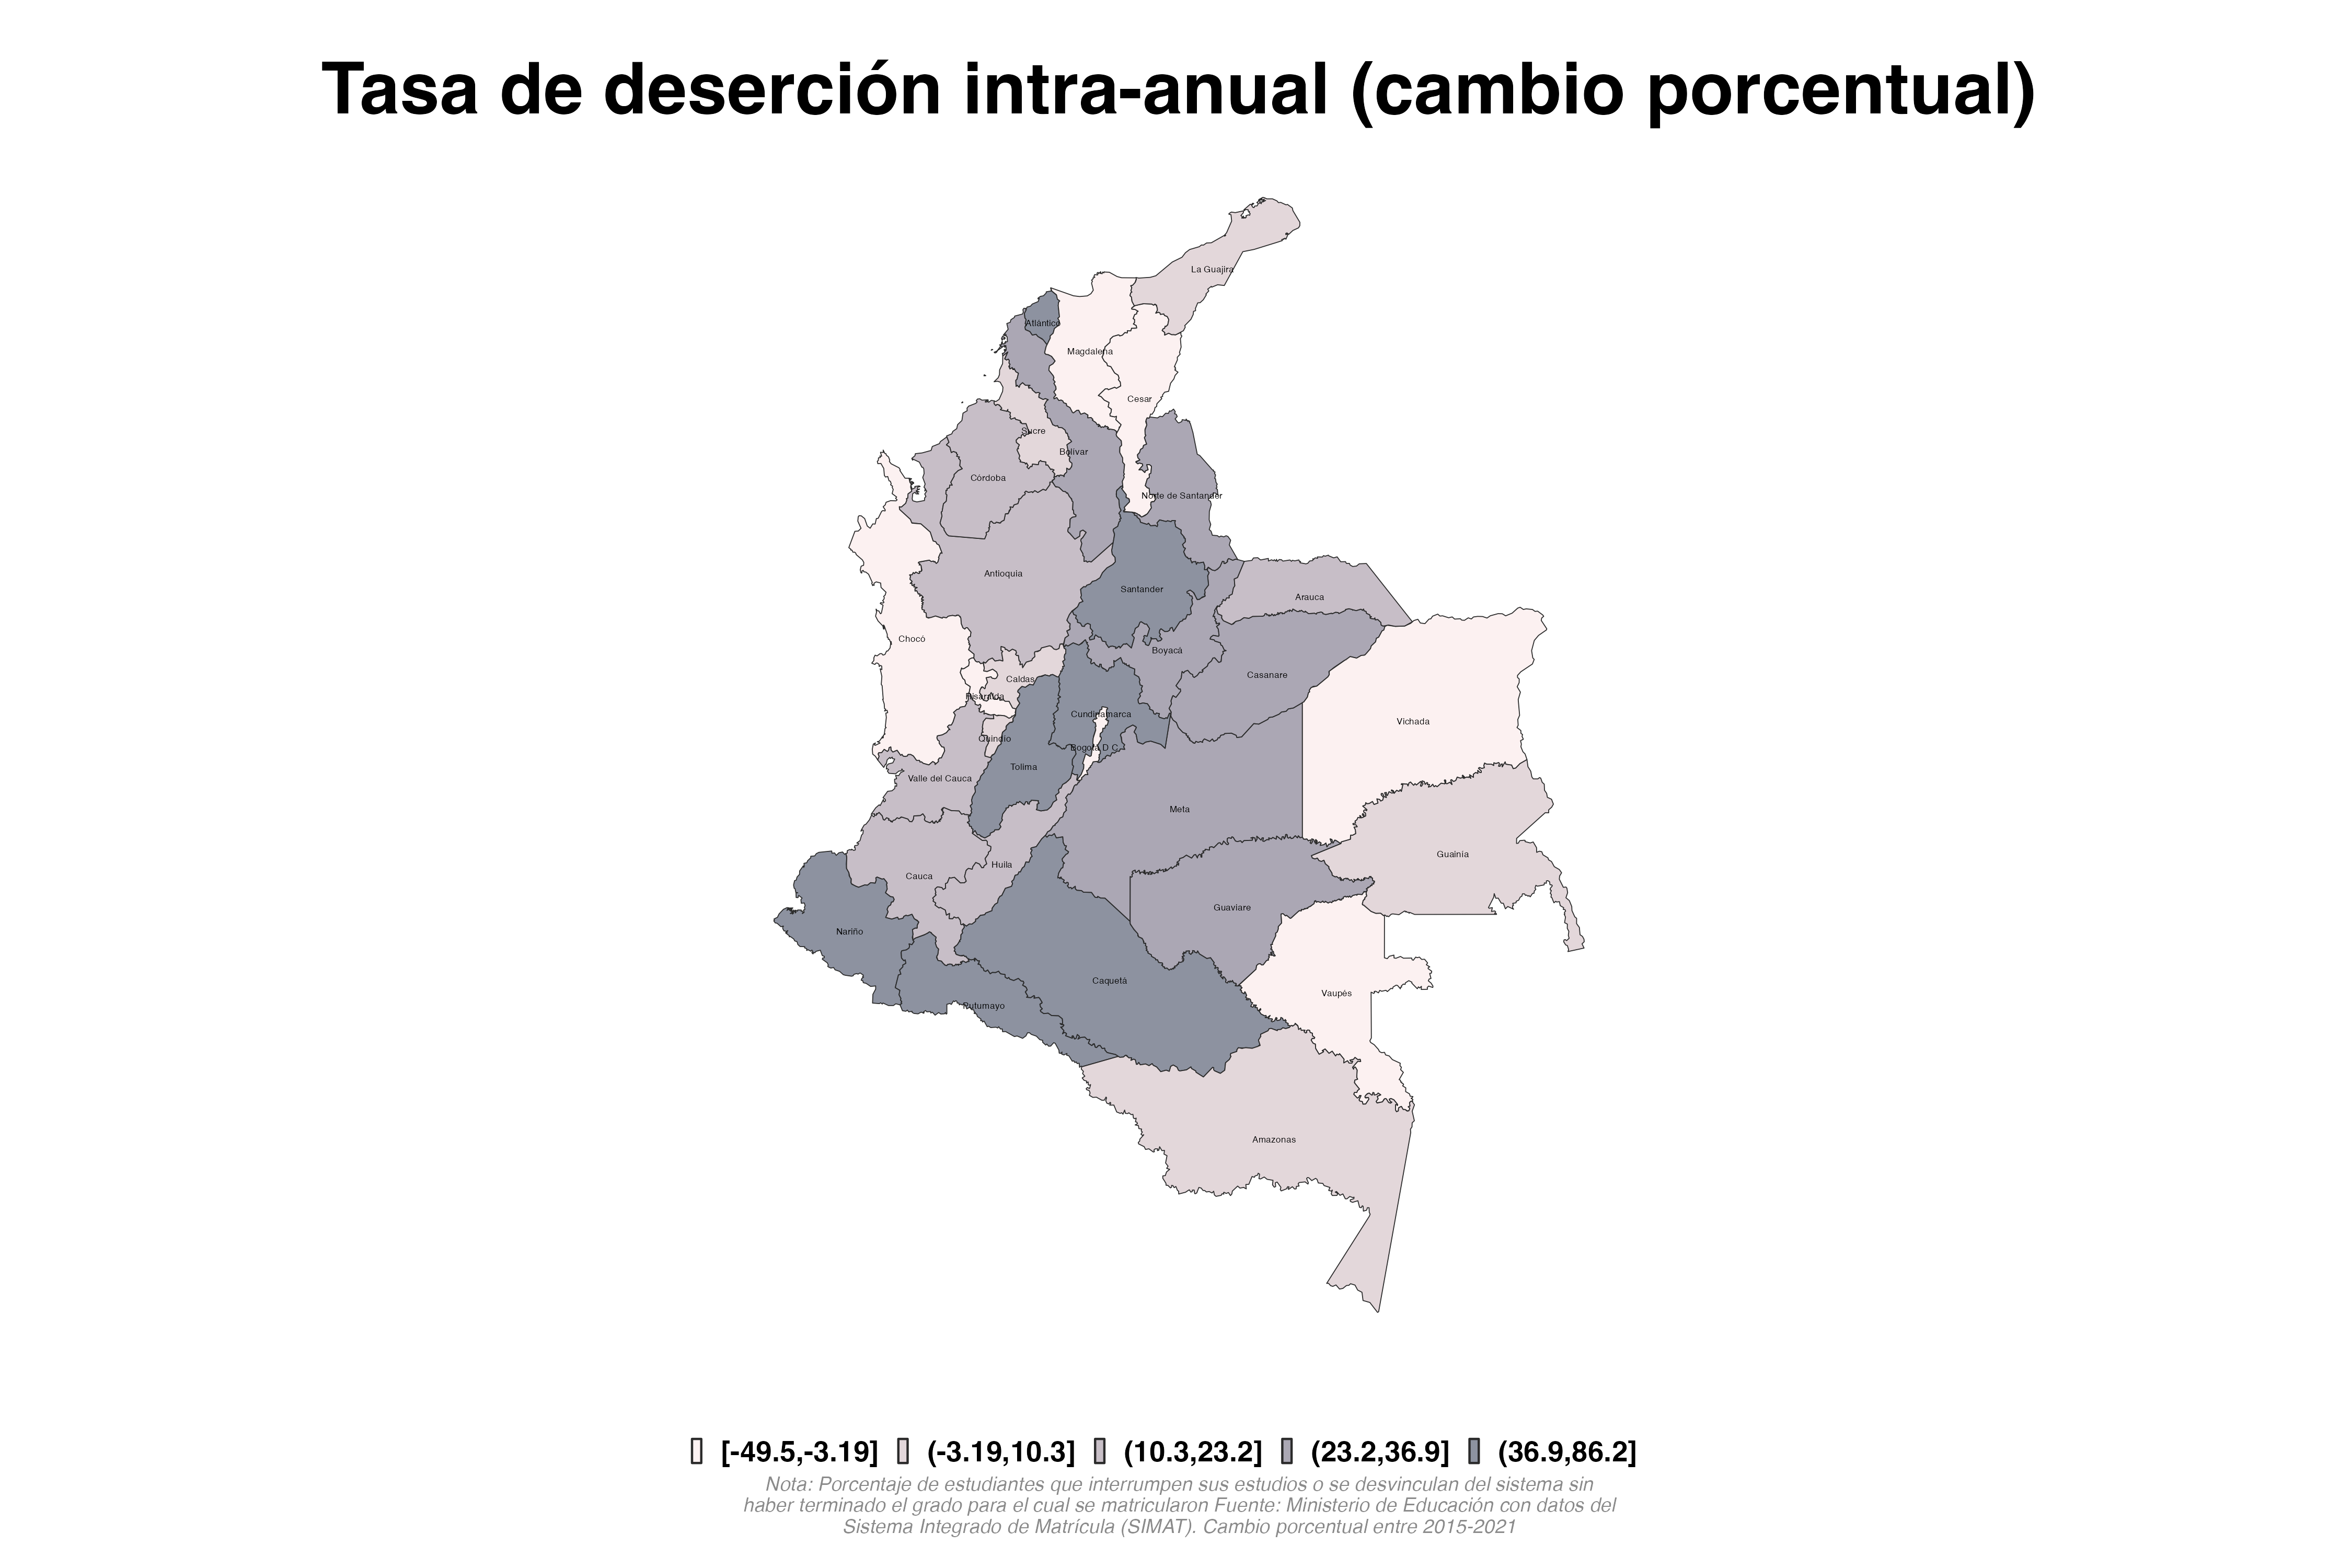 Tasa de deserción intra-anual (cambio porcentual)
La Guajira
Atlántico
Magdalena
Cesar
Sucre
Bolívar
Córdoba
Norte de Santander
Antioquia
Santander
Arauca
Chocó
Boyacá
Casanare
Caldas
Risaralda
Cundinamarca
Vichada
Quindío
Bogotá D C
Tolima
Valle del Cauca
Meta
Guainía
Huila
Cauca
Guaviare
Nariño
Caquetá
Vaupés
Putumayo
Amazonas
[-49.5,-3.19] (-3.19,10.3] (10.3,23.2] (23.2,36.9] (36.9,86.2]
Nota: Porcentaje de estudiantes que interrumpen sus estudios o se desvinculan del sistema sin
haber terminado el grado para el cual se matricularon Fuente: Ministerio de Educación con datos del
Sistema Integrado de Matrícula (SIMAT). Cambio porcentual entre 2015-2021